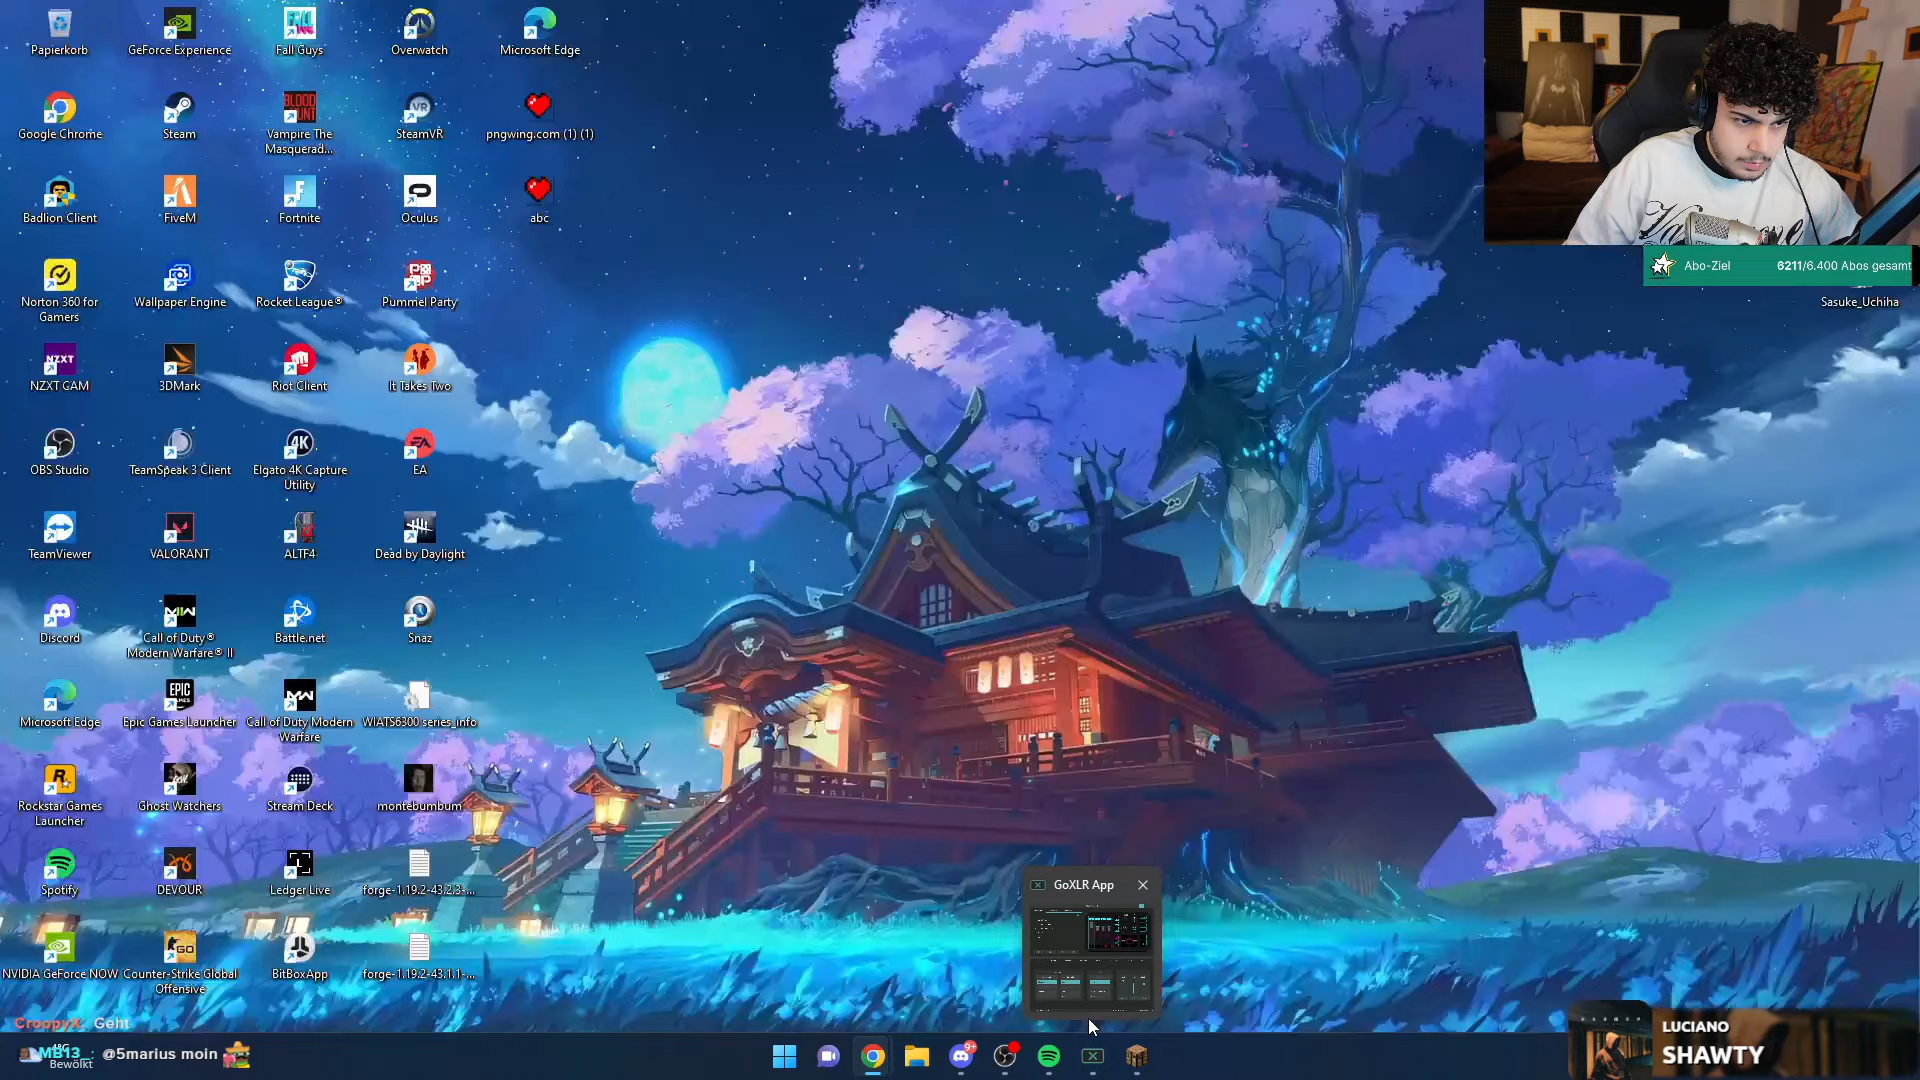 Papierkorb
GeForce Experience
Fall Guys
Overwatch
Microsoft Edge
Google Chrome
Steam
Vampire The
Masquerad...
SteamVR
pngwing.com (1) (1)
Badlion Client
FiveM
Fortnite
Oculus
abc
Norton 360 for
Gamers
Wallpaper Engine
Rocket League®
Pummel Party
NZXT CAM
3DMark
Riot Client
It Takes Two
OBS Studio
TeamSpeak 3 Client
Elgato 4K Capture
Utility
EA
TeamViewer
VALORANT
ALTF4
Dead by Daylight
Discord
Call of Duty®
Modern Warfare® II
Battle.net
Snaz
Microsoft Edge
Epic Games Launcher
Call of Duty Modern
Warfare
WIATS6300 series_info
Rockstar Games
Launcher
Ghost Watchers
Stream Deck
montebumbum
Spotify
DEVOUR
Ledger Live
forge-1.19.2-43.2.3-...
NVIDIA GeForce NOW
Counter-Strike Global
Offensive
BitBoxApp
forge-1.19.2-43.1.1-...
Abo-Ziel
6211/6.400 Abos gesamt
Sasuke_Uchiha
GoXLR App
CroopyX: Geht
MB13_: @5marius moin
Bewölkt
9+
LUCIANO
SHAWTY